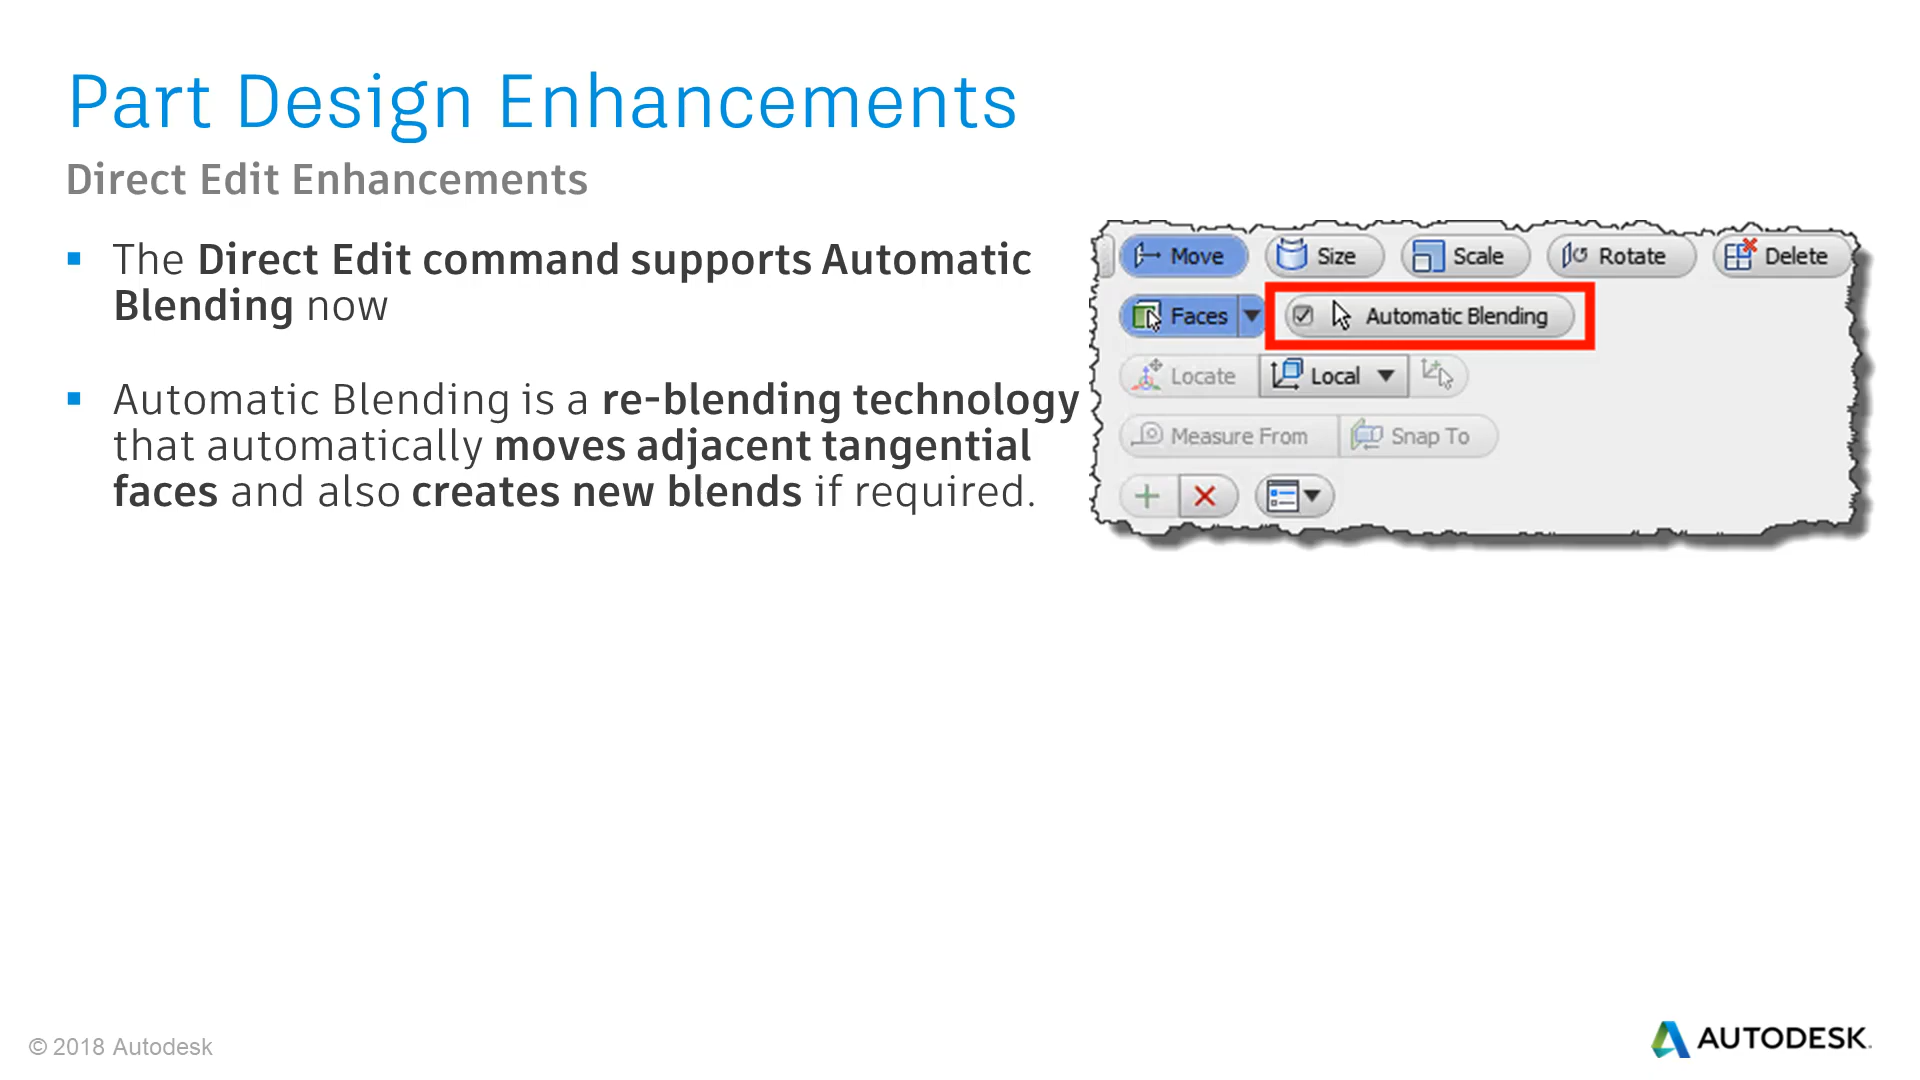 Part Design Enhancements
Direct Edit Enhancements
The Direct Edit command supports Automatic
Blending now
Automatic Blending is a re-blending technology
that automatically moves adjacent tangential
faces and also creates new blends if required.
Move Size Scale Rotate Delete
Faces Automatic Blending
Locate Local
Measure From Snap To
© 2018 Autodesk
AUTODESK.